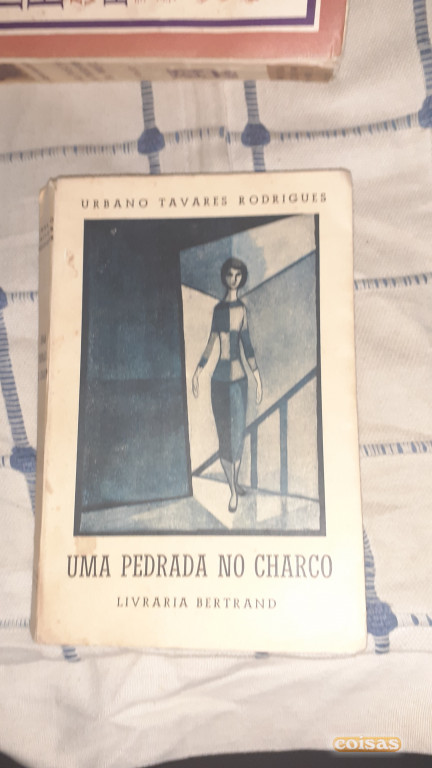 URBANO TAVARES RODRIGUES
UMA PEDRADA NO CHARCO
LIVRARIA BERTRAND
coisas